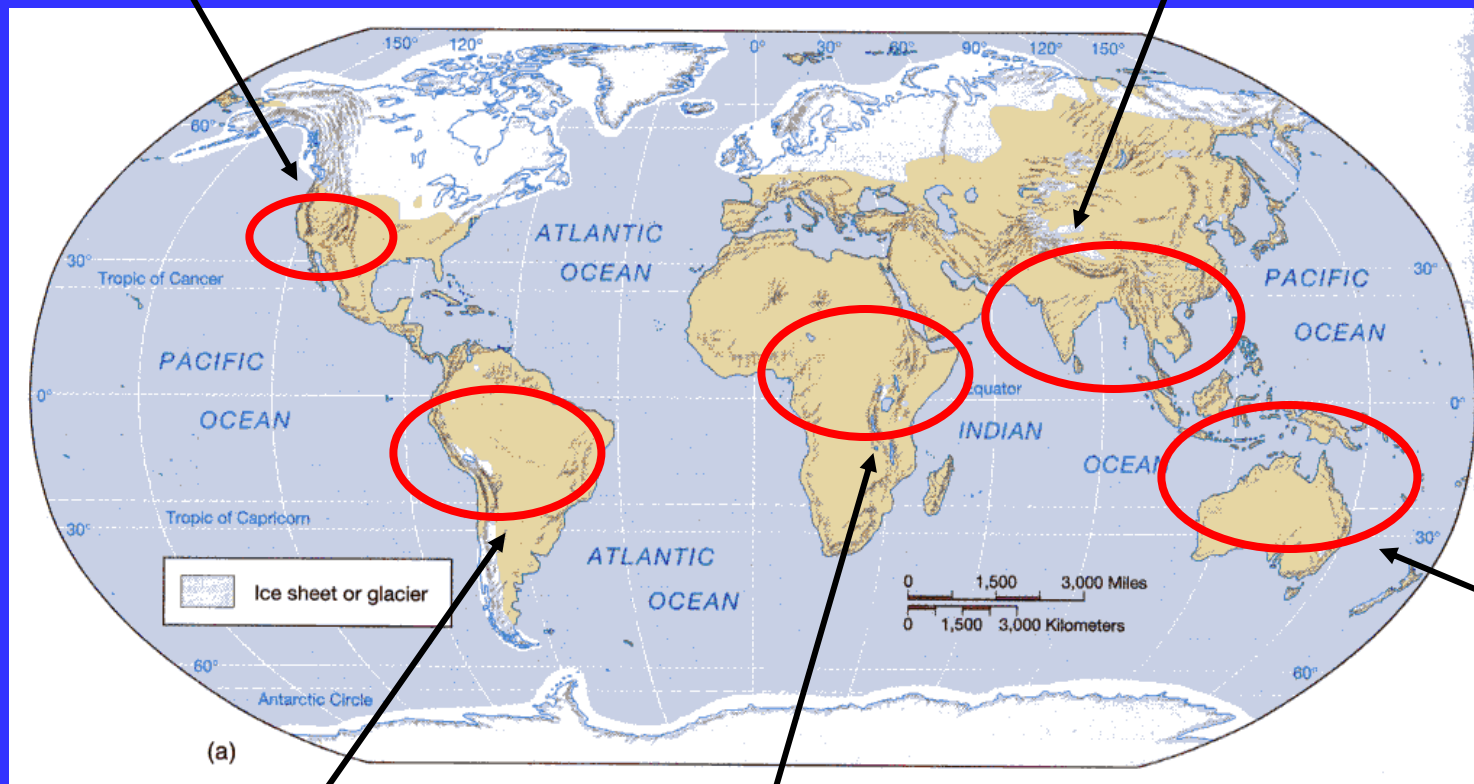 150° 120° 0° 30° 60° 90° 120° 150°
60°
ATLANTIC
OCEAN
30°
Tropic of Cancer
PACIFIC
OCEAN
30°
PACIFIC
OCEAN
0°
Equator
0°
INDIAN
OCEAN
Tropic of Capricorn
30°
30°
ATLANTIC
OCEAN
Ice sheet or glacier
0 1,500 3,000 Miles
0 1,500 3,000 Kilometers
60°
60°
Antarctic Circle
(a)